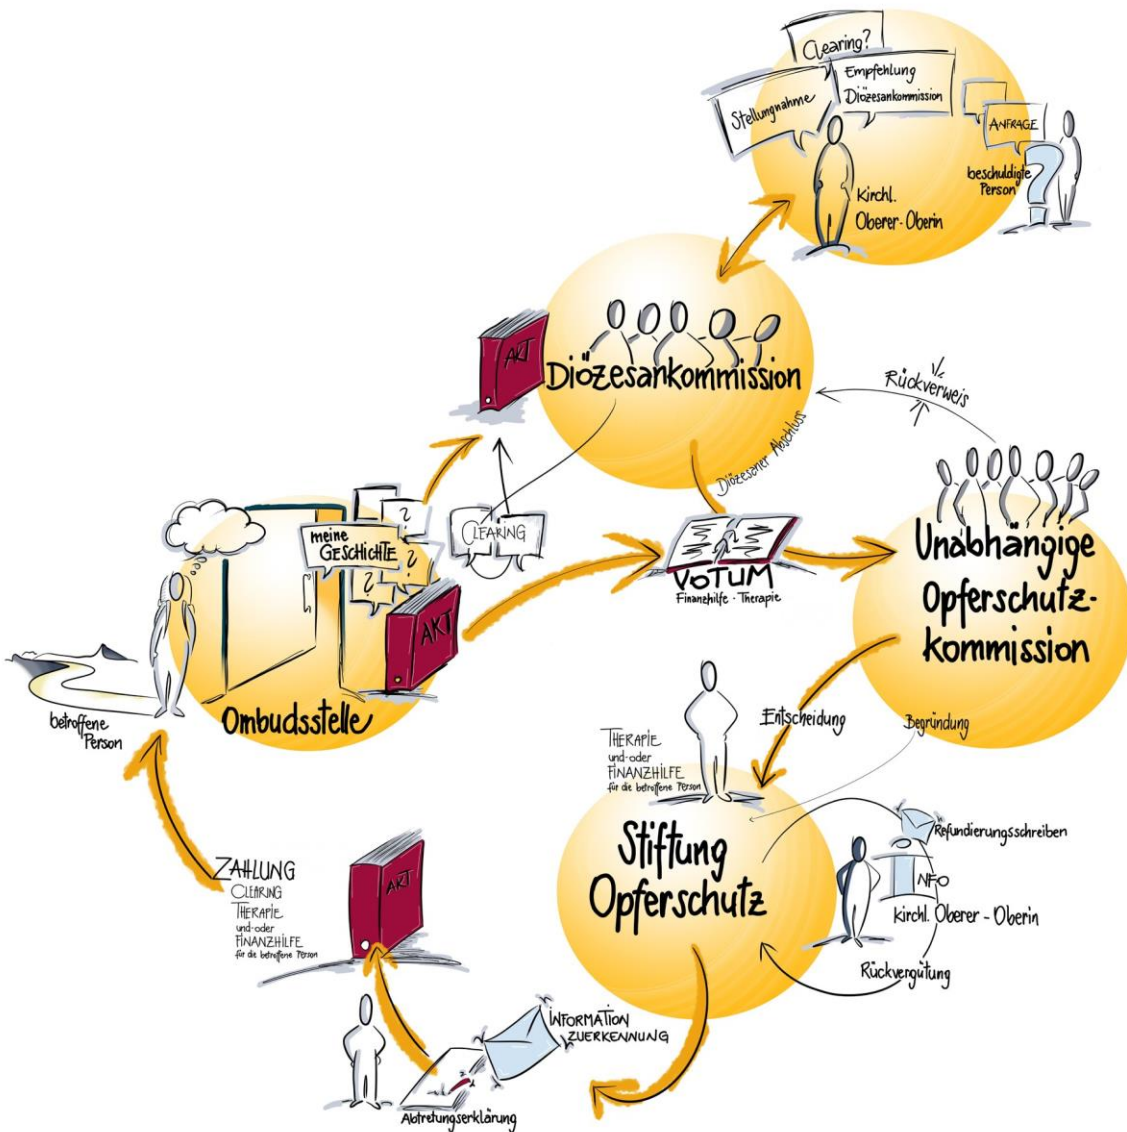 Clearing?
Empfehlung
Diözesankommission
Stellungnahme
ANFRAGE
beschuldigte
Person
?
Kirchl.
Oberer-Oberin
AKT
Diözesankommission
Rückverweis
Diözesaner Abschluss
CLEARING
meine
GESCHICHTE
?
?
?
AKT
VOTUM
Finanzhilfe - Therapie
Unabhängige
Opferschutz-
kommission
betroffene
Person
Ombudsstelle
Entscheidung
Begründung
THERAPIE
und-oder
FINANZHILFE
für die betroffene Person
Stiftung
Opferschutz
Refundierungsschreiben
INFO
Kirchl. Oberer - Oberin
Rückvergütung
ZAHLUNG
CLEARING
THERAPIE
und-oder
FINANZHILFE
für die betroffene Person
AKT
INFORMATION
ZUERKENNUNG
Abtretungserklärung